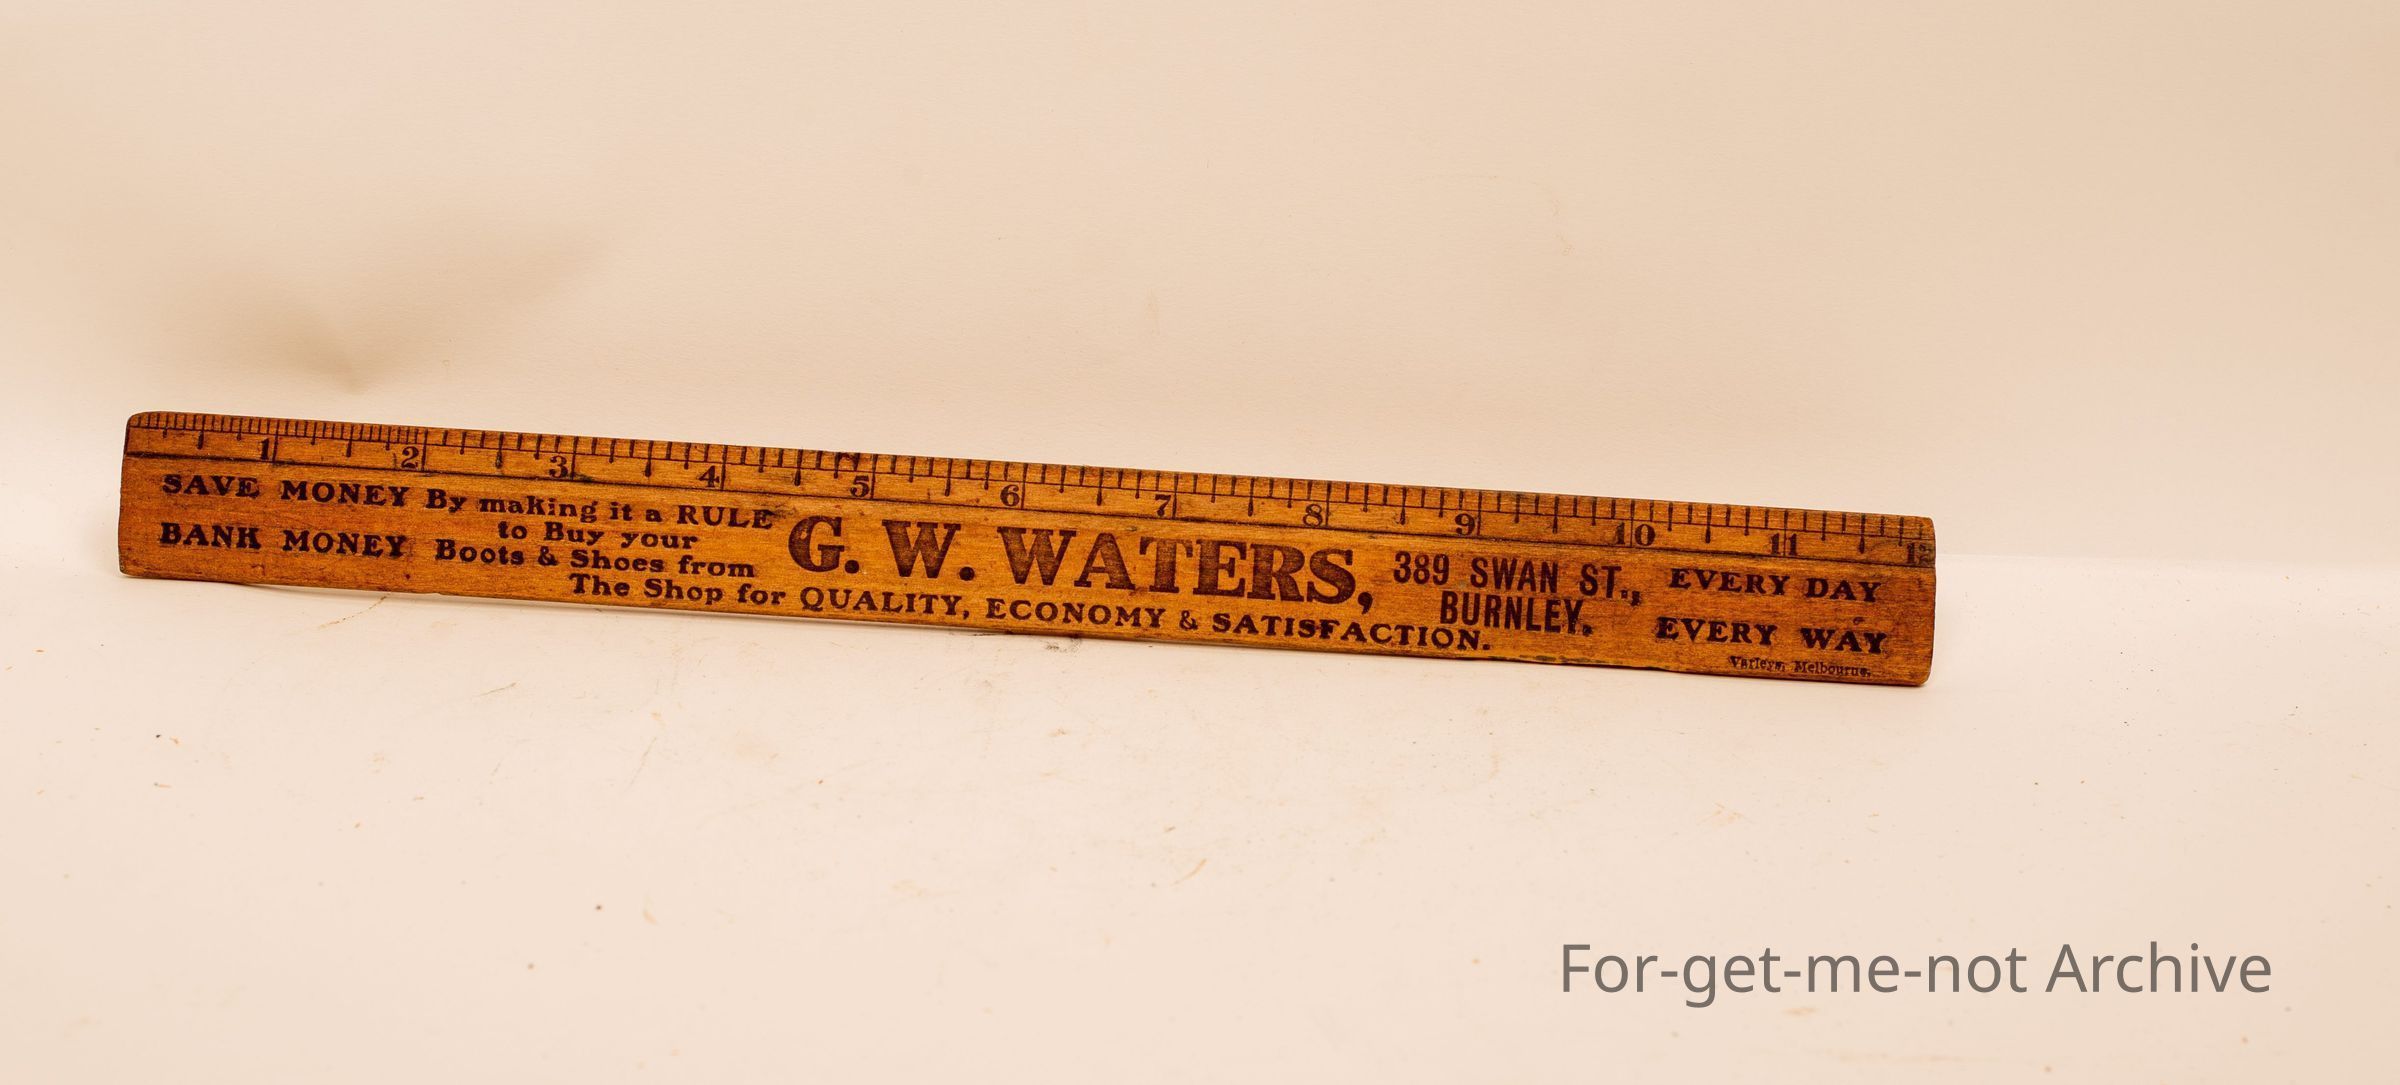 1 2 3 4 5 6 7 8 9 10 11 12
SAVE MONEY By making it a RULE
to Buy your
BANK MONEY Boots & Shoes from
G. W. WATERS,
389 SWAN ST.,
BURNLEY.
EVERY DAY
EVERY WAY
The Shop for QUALITY, ECONOMY & SATISFACTION.
Varleys, Melbourne.
For-get-me-not Archive